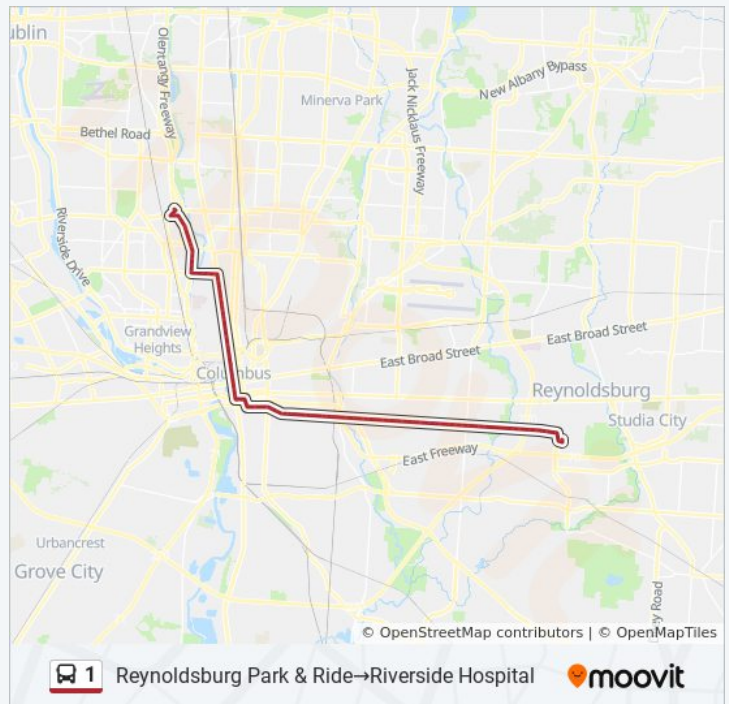 ublin
Olentangy Freeway
New Albany Bypass
Minerva Park
Jack Nicklaus Freeway
Bethel Road
Riverside Drive
Grandview
Heights
East Broad Street
East Broad Street
Columbus
Reynoldsburg
Studia City
East Freeway
Urbancrest
Grove City
Road
© OpenStreetMap contributors | © OpenMapTiles
1 Reynoldsburg Park & Ride→Riverside Hospital
moovit